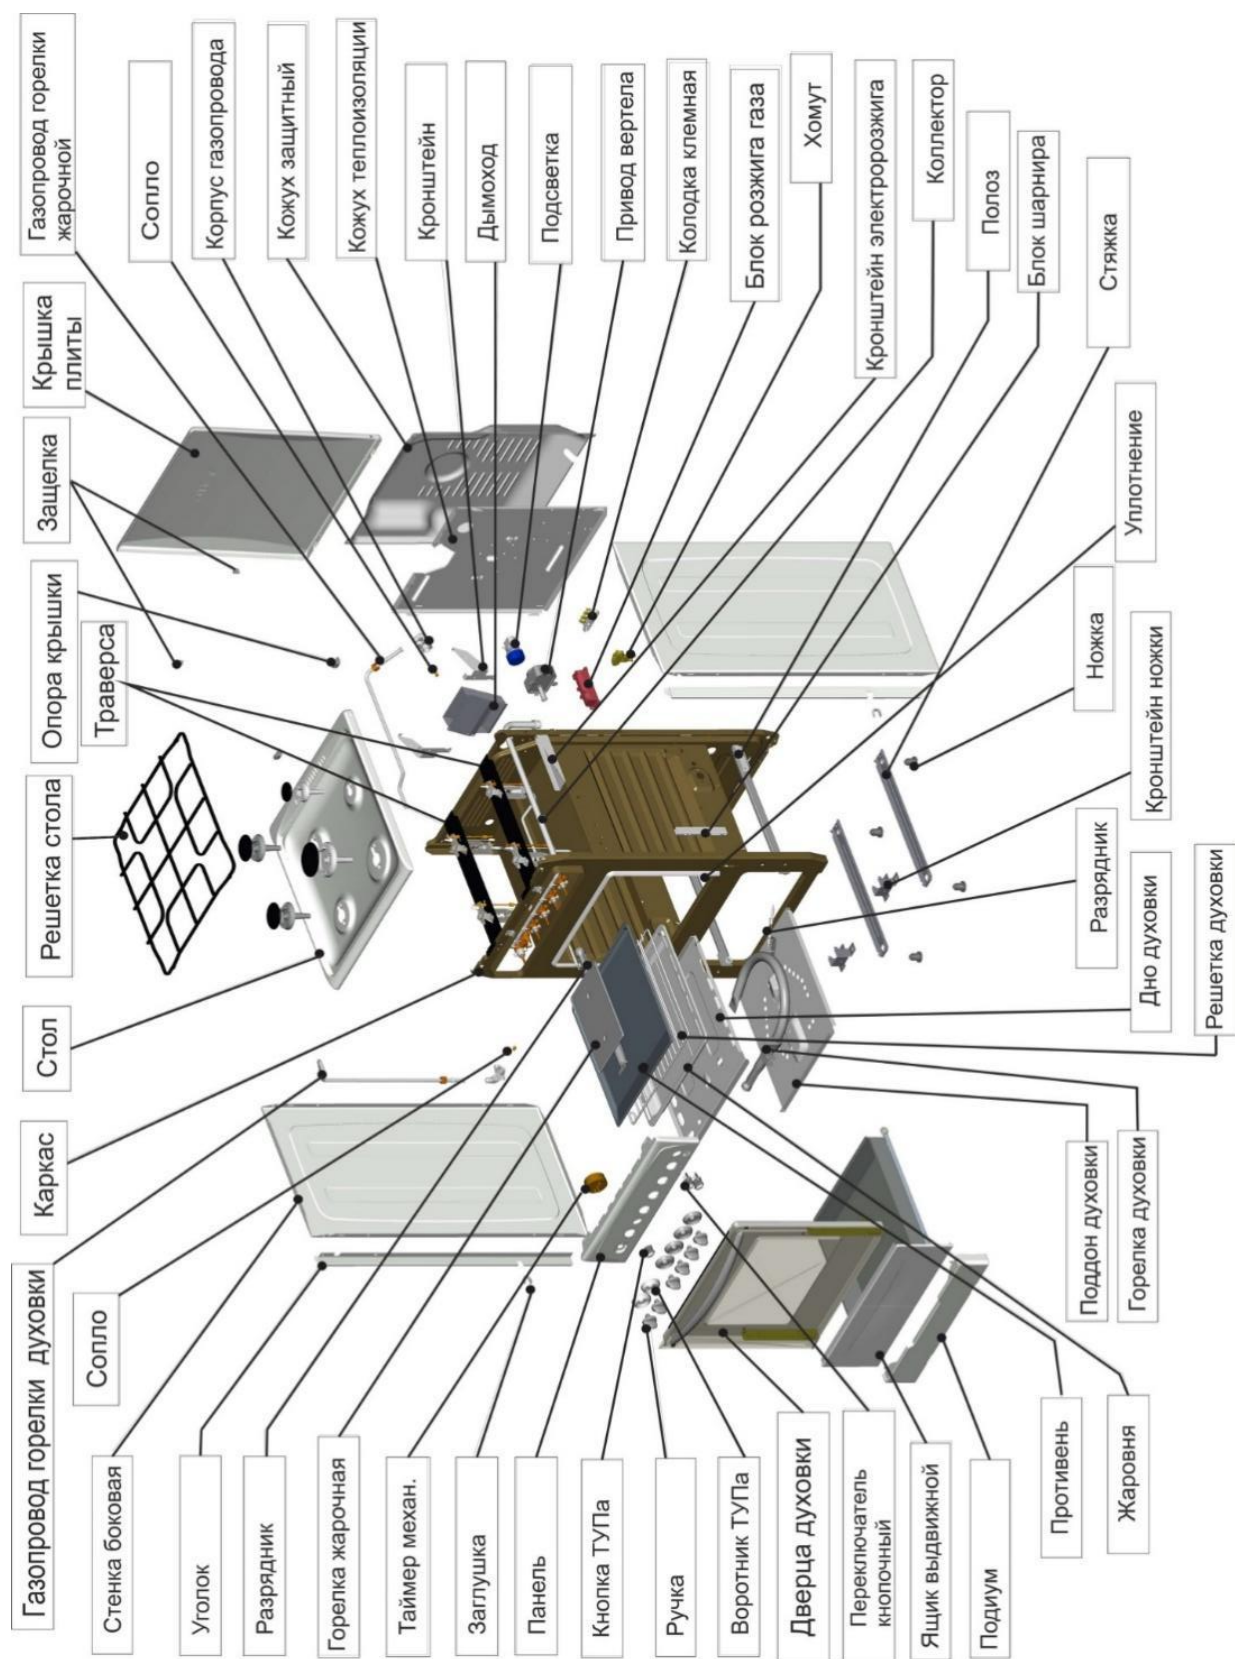 Газопровод горелки
жарочной
Сопло
Корпус газопровода
Кожух защитный
Кожух теплоизоляции
Кронштейн
Дымоход
Подсветка
Привод вертела
Колодка клемная
Блок розжига газа
Хомут
Кронштейн электророзжига
Коллектор
Полоз
Блок шарнира
Стяжка
Крышка
плиты
Защелка
Опора крышки
Траверса
Решетка стола
Стол
Каркас
Газопровод горелки духовки
Сопло
Уплотнение
Ножка
Кронштейн ножки
Разрядник
Дно духовки
Решетка духовки
Поддон духовки
Горелка духовки
Стенка боковая
Уголок
Разрядник
Горелка жарочная
Таймер механ.
Заглушка
Панель
Кнопка ТУПа
Ручка
Воротник ТУПа
Дверца духовки
Переключатель
кнопочный
Ящик выдвижной
Подиум
Противень
Жаровня